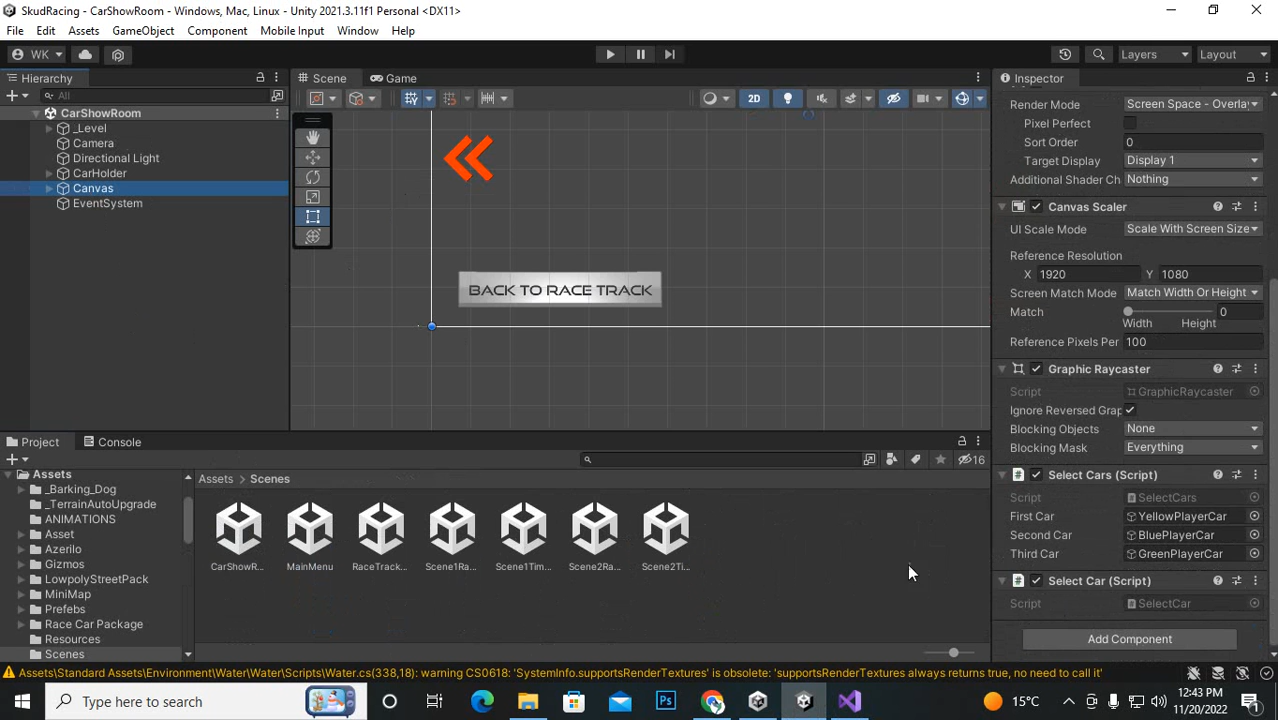 SkudRacing - CarShowRoom - Windows, Mac, Linux - Unity 2021.3.11f1 Personal <DX11>
File Edit Assets GameObject Component Mobile Input Window Help
WK Layers Layout
Hierarchy Scene Game Inspector
All
CarShowRoom
_Level
Camera
Directional Light
CarHolder
Canvas
EventSystem
2D
BACK TO RACE TRACK
Render Mode Screen Space - Overlay
Pixel Perfect
Sort Order 0
Target Display Display 1
Additional Shader Ch Nothing
Canvas Scaler
UI Scale Mode Scale With Screen Size
Reference Resolution
X 1920 Y 1080
Screen Match Mode Match Width Or Height
Match 0
Width Height
Reference Pixels Per 100
Graphic Raycaster
Script GraphicRaycaster
Ignore Reversed Grap
Blocking Objects None
Blocking Mask Everything
Select Cars (Script)
Script SelectCars
First Car YellowPlayerCar
Second Car BluePlayerCar
Third Car GreenPlayerCar
Select Car (Script)
Script SelectCar
Add Component
Project Console
16
Assets
_Barking_Dog
_TerrainAutoUpgrade
ANIMATIONS
Asset
Azerilo
Gizmos
LowpolyStreetPack
MiniMap
Prefebs
Race Car Package
Resources
Scenes
Assets > Scenes
CarShowR... MainMenu RaceTrack... Scene1Ra... Scene1Tim... Scene2Ra... Scene2Ti...
Assets\Standard Assets\Environment\Water\Water\Scripts\Water.cs(338,18): warning CS0618: 'SystemInfo.supportsRenderTextures' is obsolete: 'supportsRenderTextures always returns true, no need to call it'
Type here to search
Ps
15°C
12:43 PM
11/20/2022
1